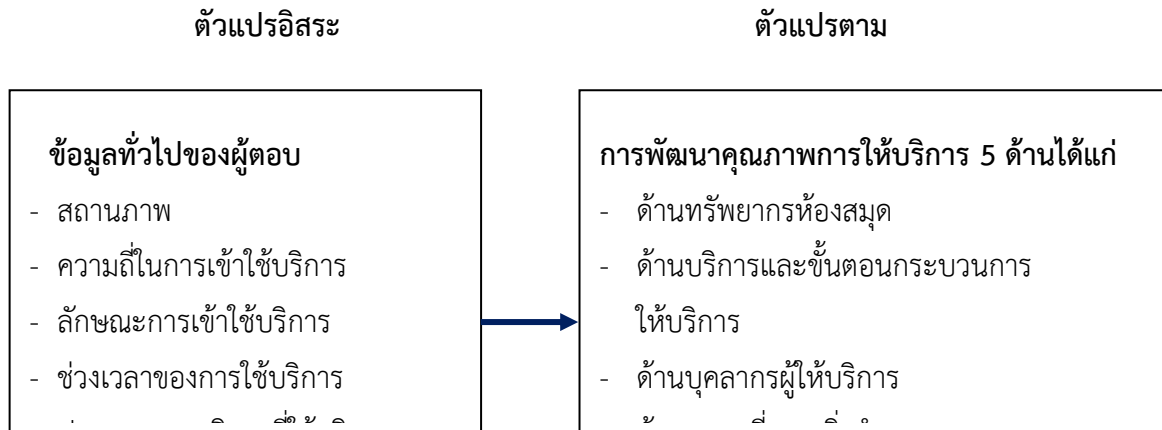 ตัวแปรอิสระ
ตัวแปรตาม
ข้อมูลทั่วไปของผู้ตอบ
- สถานภาพ
- ความถี่ในการเข้าใช้บริการ
- ลักษณะการเข้าใช้บริการ
- ช่วงเวลาของการใช้บริการ
การพัฒนาคุณภาพการให้บริการ 5 ด้านได้แก่
- ด้านทรัพยากรห้องสมุด
- ด้านบริการและขั้นตอนกระบวนการ
ให้บริการ
- ด้านบุคลากรผู้ให้บริการ